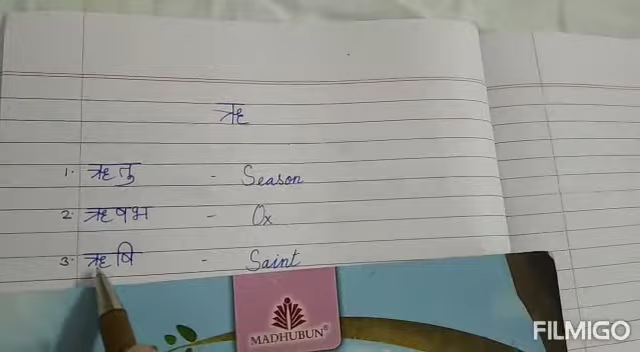 ऋ
1. ऋतु - Season
2. ऋषभ - Ox
3. ऋषि - Saint
MADHUBUN
FILMIGO